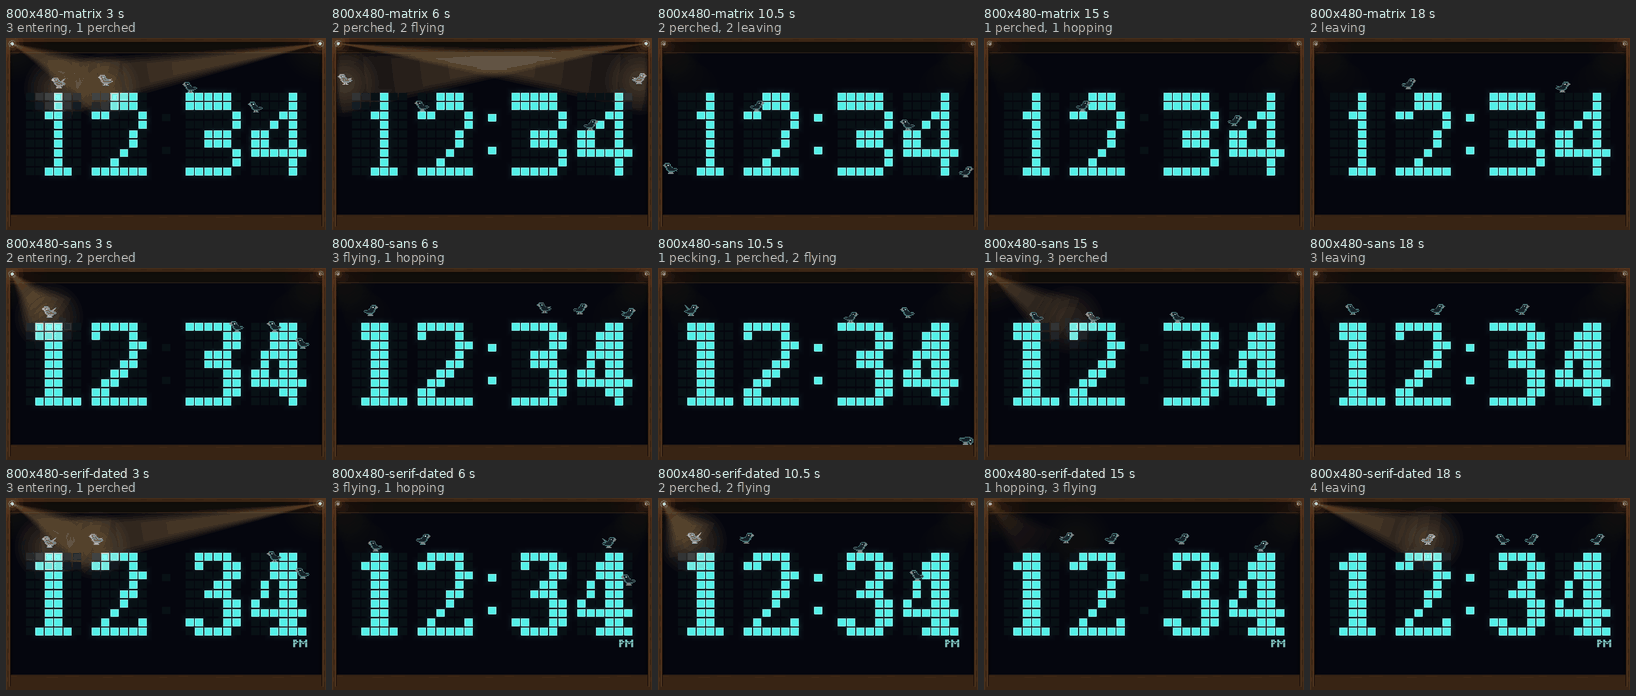 800x480-matrix 3 s
3 entering, 1 perched
12 34
800x480-matrix 6 s
2 perched, 2 flying
12:34
800x480-matrix 10.5 s
2 perched, 2 leaving
12:34
800x480-matrix 15 s
1 perched, 1 hopping
12 34
800x480-matrix 18 s
2 leaving
12:34
800x480-sans 3 s
2 entering, 2 perched
12 34
800x480-sans 6 s
3 flying, 1 hopping
12:34
800x480-sans 10.5 s
1 pecking, 1 perched, 2 flying
12:34
800x480-sans 15 s
1 leaving, 3 perched
12 34
800x480-sans 18 s
3 leaving
12:34
800x480-serif-dated 3 s
3 entering, 1 perched
12 34
PM
800x480-serif-dated 6 s
3 flying, 1 hopping
12:34
PM
800x480-serif-dated 10.5 s
2 perched, 2 flying
12:34
PM
800x480-serif-dated 15 s
1 hopping, 3 flying
12 34
PM
800x480-serif-dated 18 s
4 leaving
12:34
PM